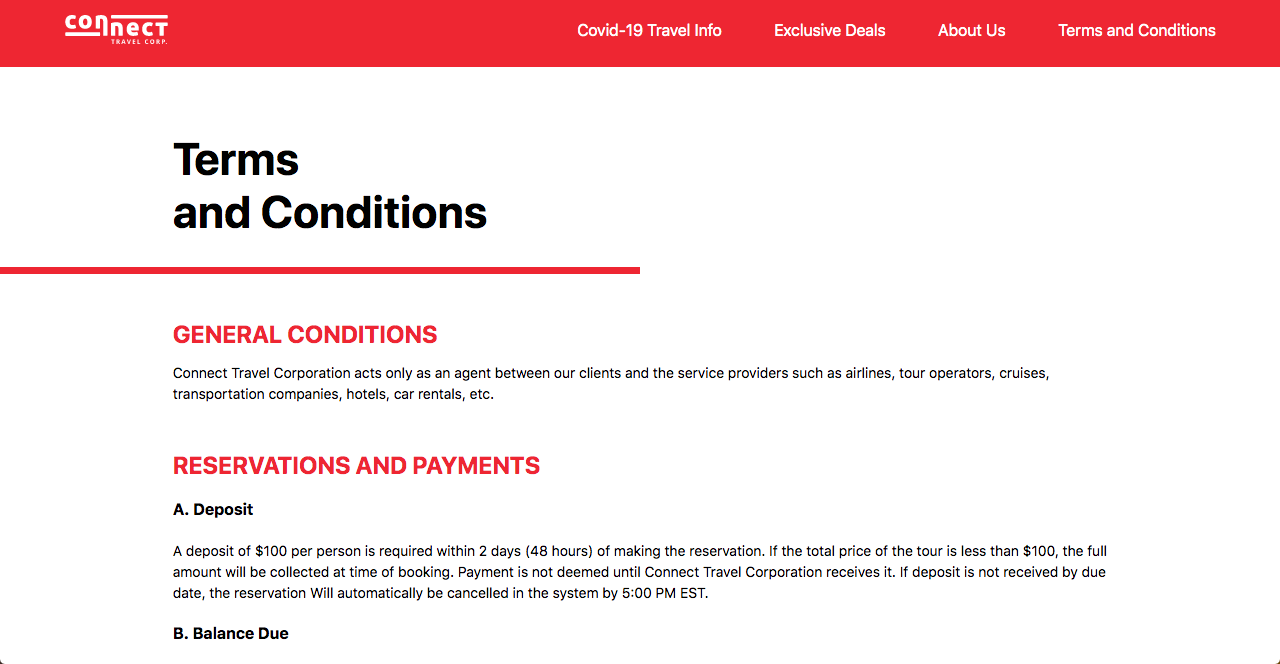 connect
TRAVEL CORP.
Covid-19 Travel Info
Exclusive Deals
About Us
Terms and Conditions
Terms
and Conditions
GENERAL CONDITIONS
Connect Travel Corporation acts only as an agent between our clients and the service providers such as airlines, tour operators, cruises,
transportation companies, hotels, car rentals, etc.
RESERVATIONS AND PAYMENTS
A. Deposit
A deposit of $100 per person is required within 2 days (48 hours) of making the reservation. If the total price of the tour is less than $100, the full
amount will be collected at time of booking. Payment is not deemed until Connect Travel Corporation receives it. If deposit is not received by due
date, the reservation Will automatically be cancelled in the system by 5:00 PM EST.
B. Balance Due